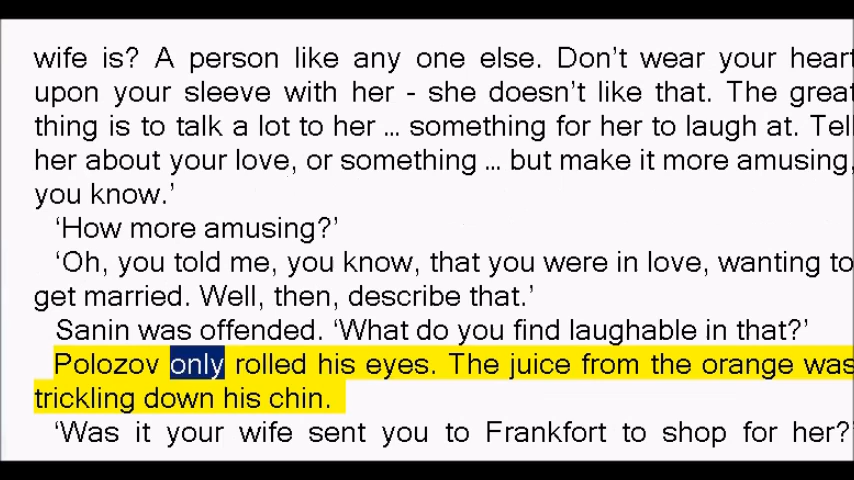 wife is? A person like any one else. Don’t wear your heart
upon your sleeve with her - she doesn’t like that. The great
thing is to talk a lot to her ... something for her to laugh at. Tell
her about your love, or something ... but make it more amusing,
you know.’
‘How more amusing?’
‘Oh, you told me, you know, that you were in love, wanting to
get married. Well, then, describe that.’
Sanin was offended. ‘What do you find laughable in that?’
Polozov only rolled his eyes. The juice from the orange was
trickling down his chin.
‘Was it your wife sent you to Frankfort to shop for her?’